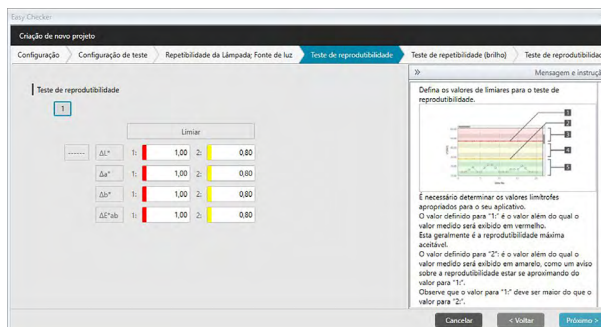 Easy Checker
Criação de novo projeto
Configuração
Configuração de teste
Repetibilidade da Lâmpada; Fonte de luz
Teste de reprodutibilidade
Teste de repetibilidade (brilho)
Teste de reprodutibilidad
Teste de reprodutibilidade
1
Limiar
------ ΔL* 1: 1,00 2: 0,80
Δa* 1: 1,00 2: 0,80
Δb* 1: 1,00 2: 0,80
ΔE*ab 1: 1,00 2: 0,80
» Mensagem e instruçã
Defina os valores de limiares para o teste de
reprodutibilidade.
1
2
3
4
5
É necessário determinar os valores limítrofes
apropriados para o seu aplicativo.
O valor definido para "1:" é o valor além do qual o
valor medido será exibido em vermelho.
Esta geralmente é a reprodutibilidade máxima
aceitável.
O valor definido para "2": é o valor além do qual o
valor medido será exibido em amarelo, como um aviso
sobre a reprodutibilidade estar se aproximando do
valor para "1:".
Observe que o valor para "1:" deve ser maior do que o
valor para "2:".
Cancelar
< Voltar
Próximo >